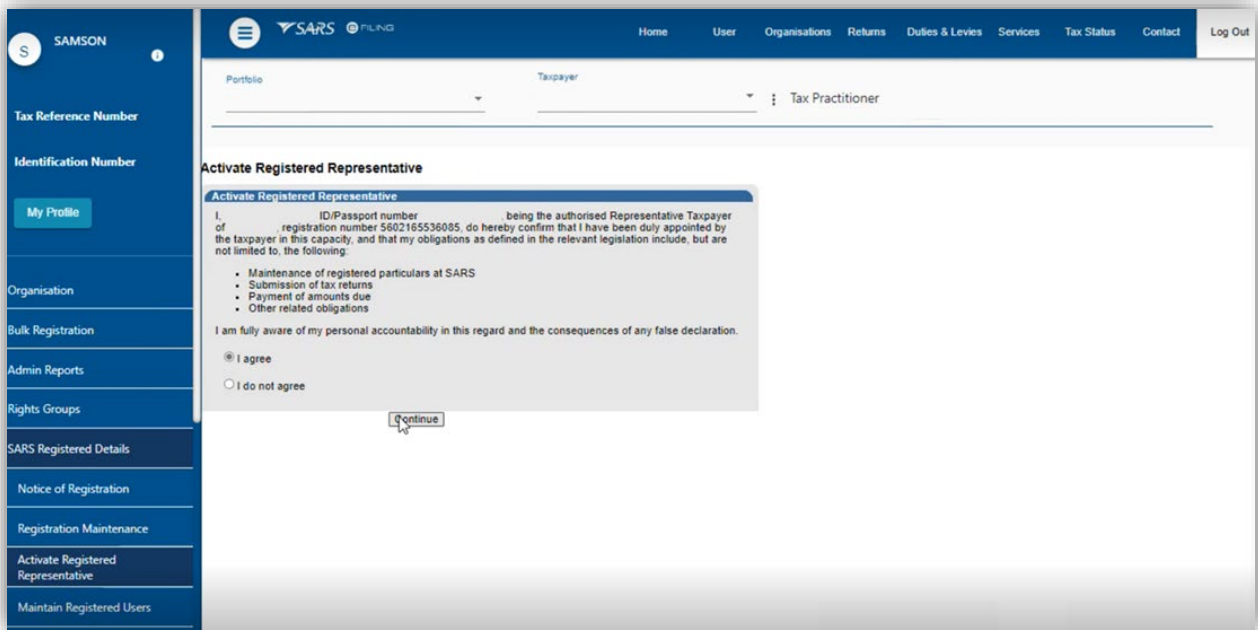 S
SAMSON
i
Tax Reference Number
Identification Number
My Profile
Organisation
Bulk Registration
Admin Reports
Rights Groups
SARS Registered Details
Notice of Registration
Registration Maintenance
Activate Registered
Representative
Maintain Registered Users
SARS e FILING
Home User Organisations Returns Duties & Levies Services Tax Status Contact Log Out
Portfolio
Taxpayer
Tax Practitioner
Activate Registered Representative
Activate Registered Representative
I, ID/Passport number , being the authorised Representative Taxpayer
of , registration number 5602165536085, do hereby confirm that I have been duly appointed by
the taxpayer in this capacity, and that my obligations as defined in the relevant legislation include, but are
not limited to, the following:
• Maintenance of registered particulars at SARS
• Submission of tax returns
• Payment of amounts due
• Other related obligations
I am fully aware of my personal accountability in this regard and the consequences of any false declaration.
I agree
I do not agree
Continue